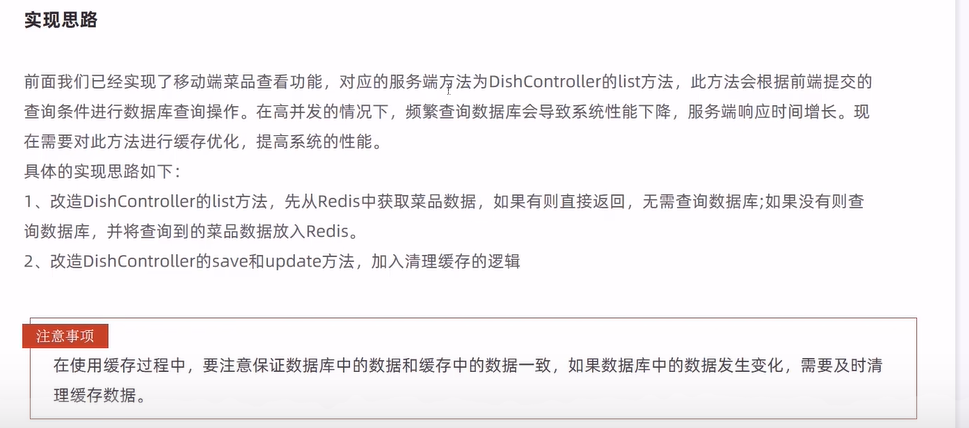 实现思路
前面我们已经实现了移动端菜品查看功能，对应的服务端方法为DishController的list方法，此方法会根据前端提交的
查询条件进行数据库查询操作。在高并发的情况下，频繁查询数据库会导致系统性能下降，服务端响应时间增长。现
在需要对此方法进行缓存优化，提高系统的性能。
具体的实现思路如下：
1、改造DishController的list方法，先从Redis中获取菜品数据，如果有则直接返回，无需查询数据库;如果没有则查
询数据库，并将查询到的菜品数据放入Redis。
2、改造DishController的save和update方法，加入清理缓存的逻辑
注意事项
在使用缓存过程中，要注意保证数据库中的数据和缓存中的数据一致，如果数据库中的数据发生变化，需要及时清
理缓存数据。